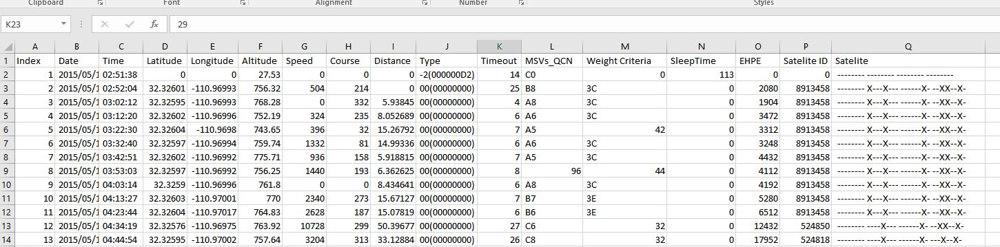 Clipboard Font Alignment Number Styles
K23 fx 29
A B C D E F G H I J K L M N O P Q
1 Index Date Time Latitude Longitude Altitude Speed Course Distance Type Timeout MSVs_QCN Weight Criteria SleepTime EHPE Satelite ID Satelite
2 1 2015/05/1 02:51:38 0 0 27.53 0 0 0 -2(000000D2) 14 C0 0 113 0 0 -------- -------- -------- --------
3 2 2015/05/1 02:52:04 32.32601 -110.96993 756.32 504 214 0 00(00000000) 25 B8 3C 0 2080 8913458 -------- X---X--- ------X- --XX--X-
4 3 2015/05/1 03:02:12 32.32595 -110.96993 768.28 0 332 5.93845 00(00000000) 4 A8 3C 0 1904 8913458 -------- X---X--- ------X- --XX--X-
5 4 2015/05/1 03:12:20 32.32602 -110.96996 752.19 324 235 8.052689 00(00000000) 6 A6 3C 0 3472 8913458 -------- X---X--- ------X- --XX--X-
6 5 2015/05/1 03:22:30 32.32604 -110.9698 743.65 396 32 15.26792 00(00000000) 7 A5 42 0 3312 8913458 -------- X---X--- ------X- --XX--X-
7 6 2015/05/1 03:32:40 32.32597 -110.96994 759.74 1332 81 14.99336 00(00000000) 6 A6 3C 0 3248 8913458 -------- X---X--- ------X- --XX--X-
8 7 2015/05/1 03:42:51 32.32602 -110.96992 775.71 936 158 5.918815 00(00000000) 7 A5 3C 0 4432 8913458 -------- X---X--- ------X- --XX--X-
9 8 2015/05/1 03:53:03 32.32597 -110.96992 756.25 1440 193 6.362625 00(00000000) 8 96 44 0 4112 8913458 -------- X---X--- ------X- --XX--X-
10 9 2015/05/1 04:03:14 32.3259 -110.96996 761.8 0 0 8.434641 00(00000000) 6 A8 3C 0 4192 8913458 -------- X---X--- ------X- --XX--X-
11 10 2015/05/1 04:13:27 32.32603 -110.97001 770 2340 273 15.67127 00(00000000) 7 B7 3E 0 5280 8913458 -------- X---X--- ------X- --XX--X-
12 11 2015/05/1 04:23:44 32.32604 -110.97017 764.83 2628 187 15.07819 00(00000000) 6 B6 3E 0 6512 8913458 -------- X---X--- ------X- --XX--X-
13 12 2015/05/1 04:34:19 32.32576 -110.96975 763.92 10728 299 50.39677 00(00000000) 27 C6 32 0 12432 524850 -------- ----X--- ------X- --XX--X-
14 13 2015/05/1 04:44:54 32.32595 -110.97002 757.64 3204 313 33.12884 00(00000000) 26 C8 32 0 17952 524818 -------- ----X--- ------X- --X---X-